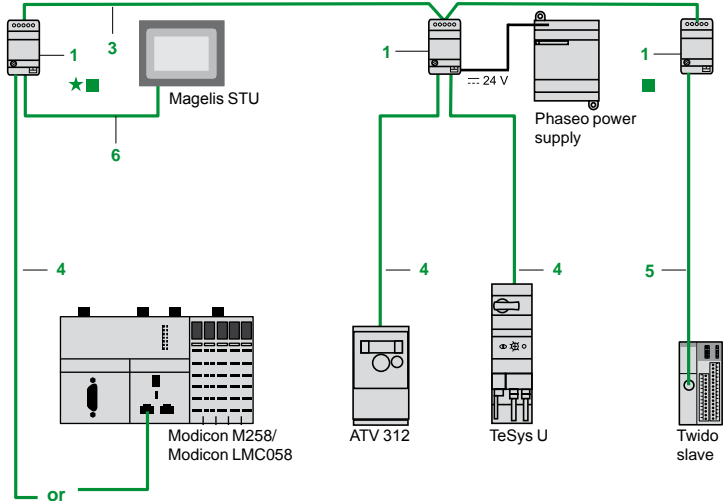 3
1
1
1
Magelis STU
⎓ 24 V
Phaseo power
supply
6
4
4
4
5
Modicon M258/
Modicon LMC058
ATV 312
TeSys U
Twido
slave
or